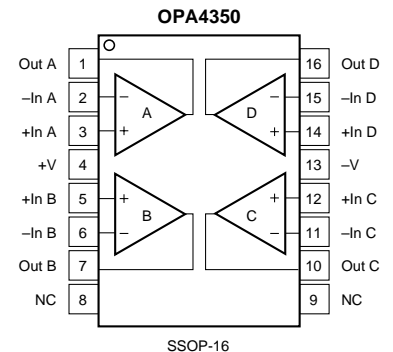 OPA4350
Out A 1 16 Out D
–In A 2 – – 15 –In D
A D
+In A 3 + + 14 +In D
+V 4 13 –V
+In B 5 + + 12 +In C
B C
–In B 6 – – 11 –In C
Out B 7 10 Out C
NC 8 9 NC
SSOP-16